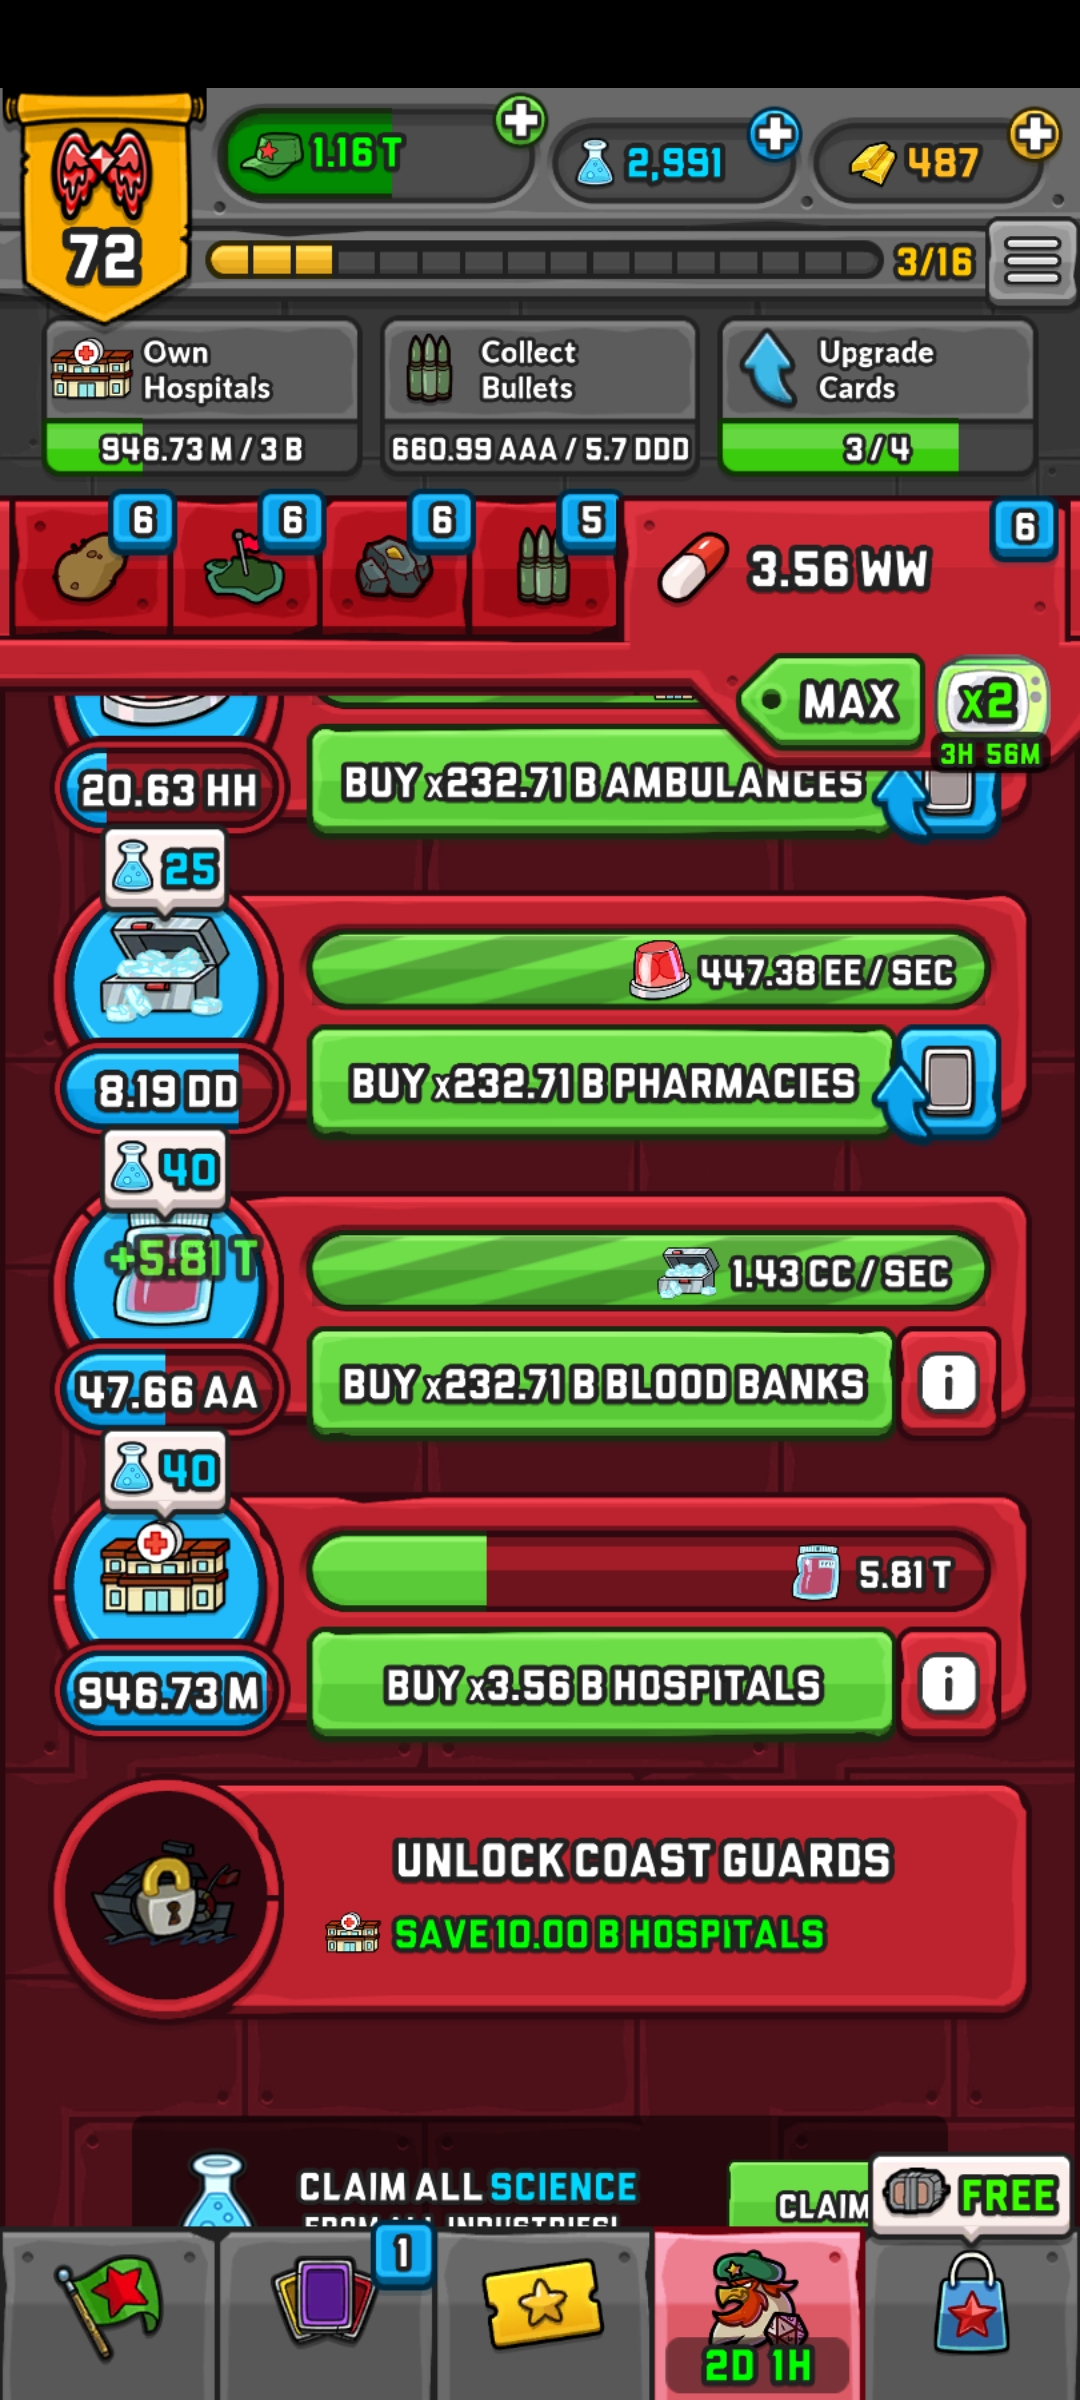 1.16 T
2,991
487
72
3/16
Own
Hospitals
946.73 M / 3 B
Collect
Bullets
660.99 AAA / 5.7 DDD
Upgrade
Cards
3 / 4
6
6
6
5
6
3.56 WW
MAX
x2
3H 56M
20.63 HH
BUY x232.71 B AMBULANCES
25
447.38 EE / SEC
8.19 DD
BUY x232.71 B PHARMACIES
40
+5.81 T
1.43 CC / SEC
47.66 AA
BUY x232.71 B BLOOD BANKS
i
40
5.81 T
946.73 M
BUY x3.56 B HOSPITALS
i
UNLOCK COAST GUARDS
SAVE 10.00 B HOSPITALS
CLAIM ALL SCIENCE
FROM ALL INDUSTRIES!
CLAIM
FREE
1
2D 1H